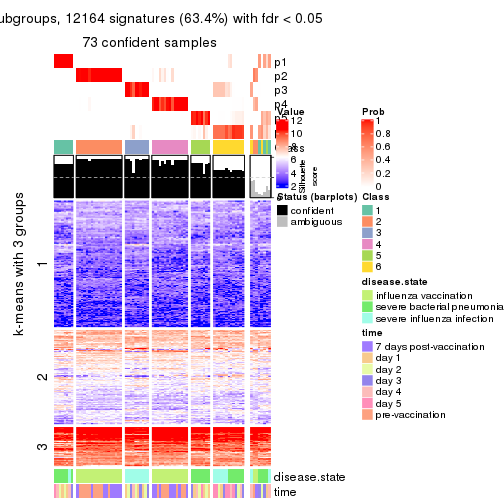 ubgroups, 12164 signatures (63.4%) with fdr < 0.05
73 confident samples
p1
p2
p3
p4
Value
12
10
6
4
2
Silhouette
score
Prob
1
0.8
0.6
0.4
0.2
0
Status (barplots)
confident
ambiguous
Class
1
2
3
4
5
6
disease.state
influenza vaccination
severe bacterial pneumonia
severe influenza infection
time
7 days post-vaccination
day 1
day 2
day 3
day 4
day 5
pre-vaccination
k-means with 3 groups
1
2
3
disease.state
time